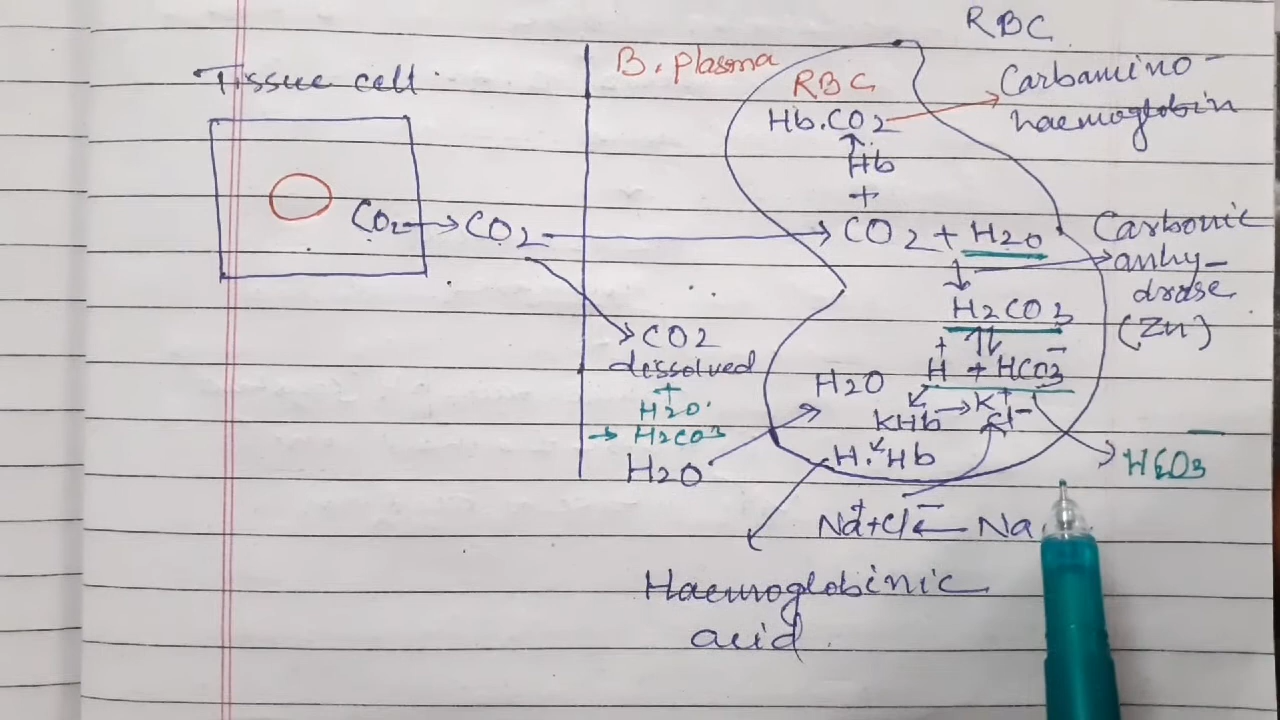 RBC
Tissue cell
B. plasma
RBC
Carbamino-
haemoglobin
Hb.CO2
Hb
+
CO2
CO2
CO2 + H2O
Carbonic
anhy-
drase
(Zn)
H2CO3
CO2
dissolved
+
H2O
H2CO3
H2O
H2O
H+ + HCO3-
KHb
K+
Cl-
H.Hb
HCO3-
Na+ + Cl-
Na
Haemoglobinic
acid